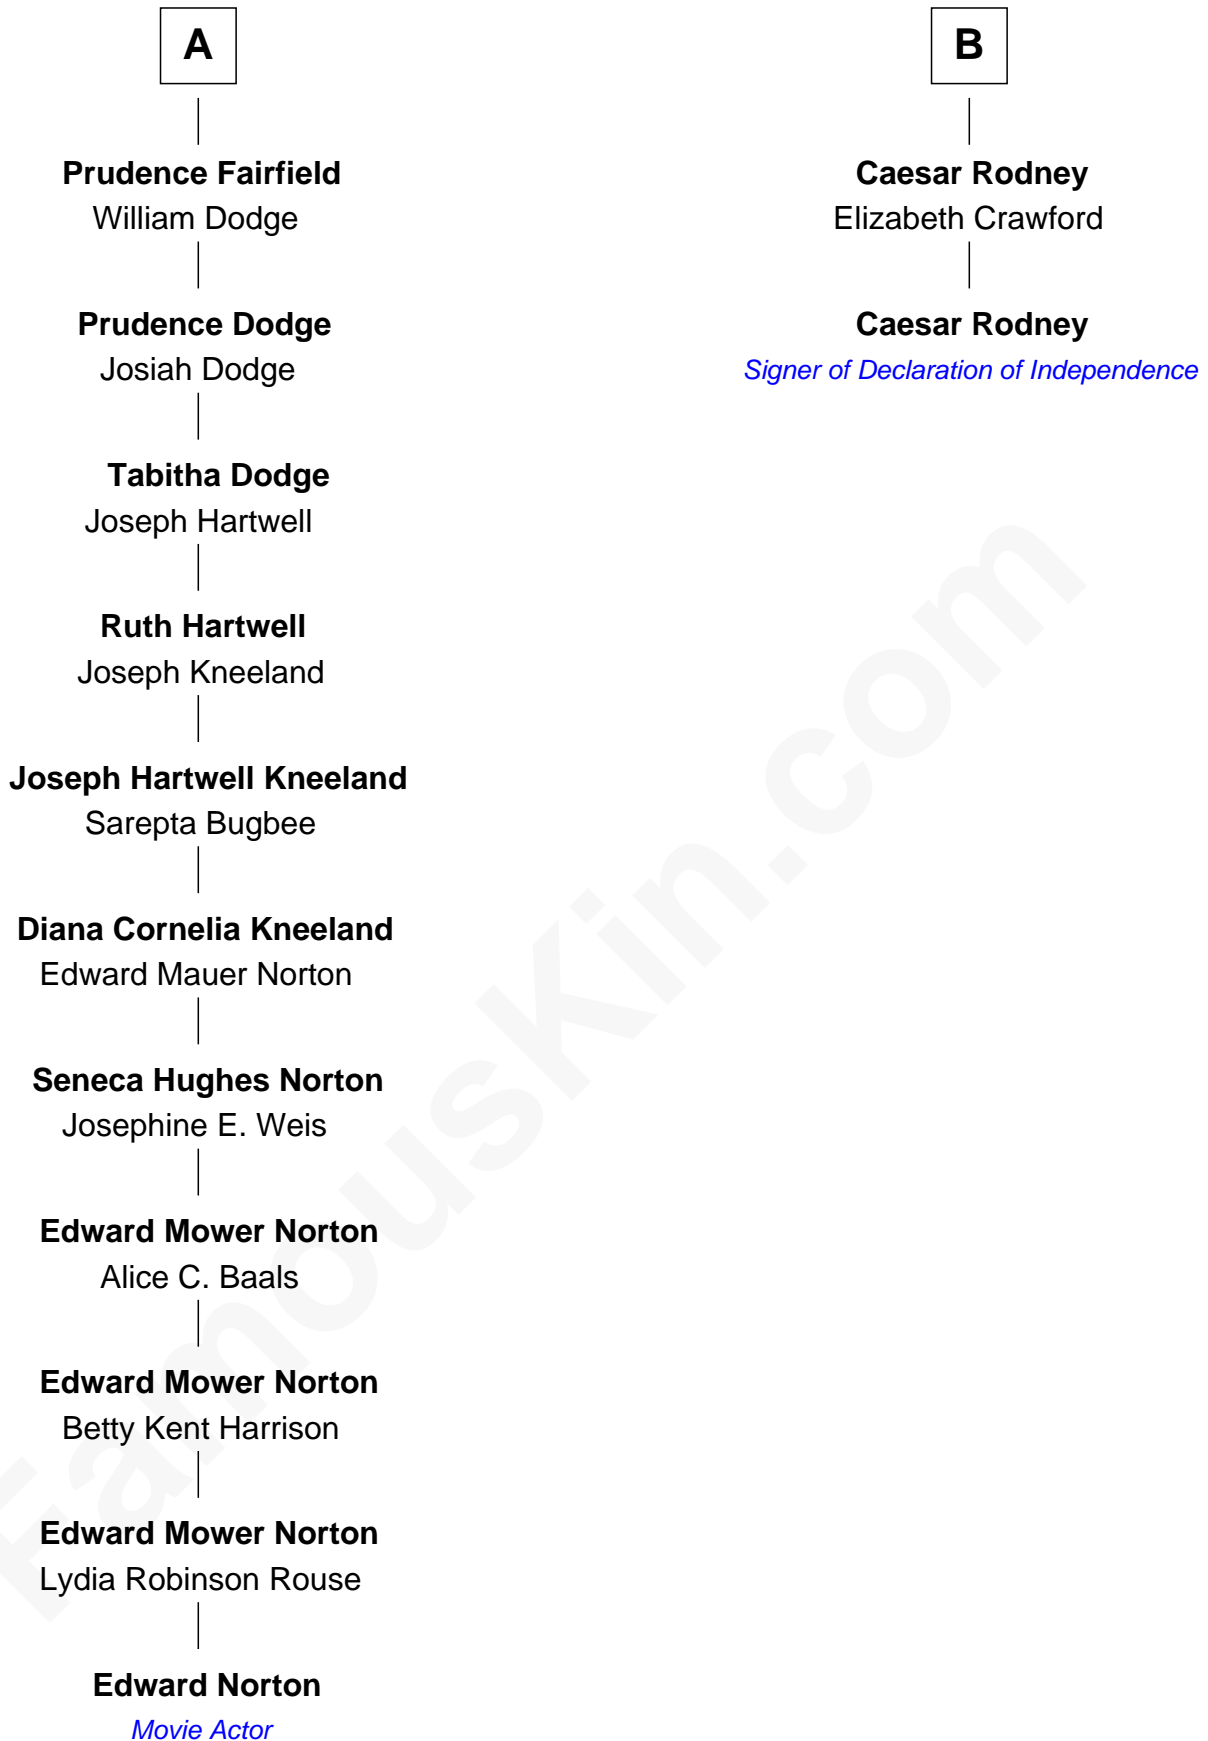 A
Prudence Fairfield
William Dodge
Prudence Dodge
Josiah Dodge
Tabitha Dodge
Joseph Hartwell
Ruth Hartwell
Joseph Kneeland
Joseph Hartwell Kneeland
Sarepta Bugbee
Diana Cornelia Kneeland
Edward Mauer Norton
Seneca Hughes Norton
Josephine E. Weis
Edward Mower Norton
Alice C. Baals
Edward Mower Norton
Betty Kent Harrison
Edward Mower Norton
Lydia Robinson Rouse
Edward Norton
Movie Actor
B
Caesar Rodney
Elizabeth Crawford
Caesar Rodney
Signer of Declaration of Independence
FamousKin.com